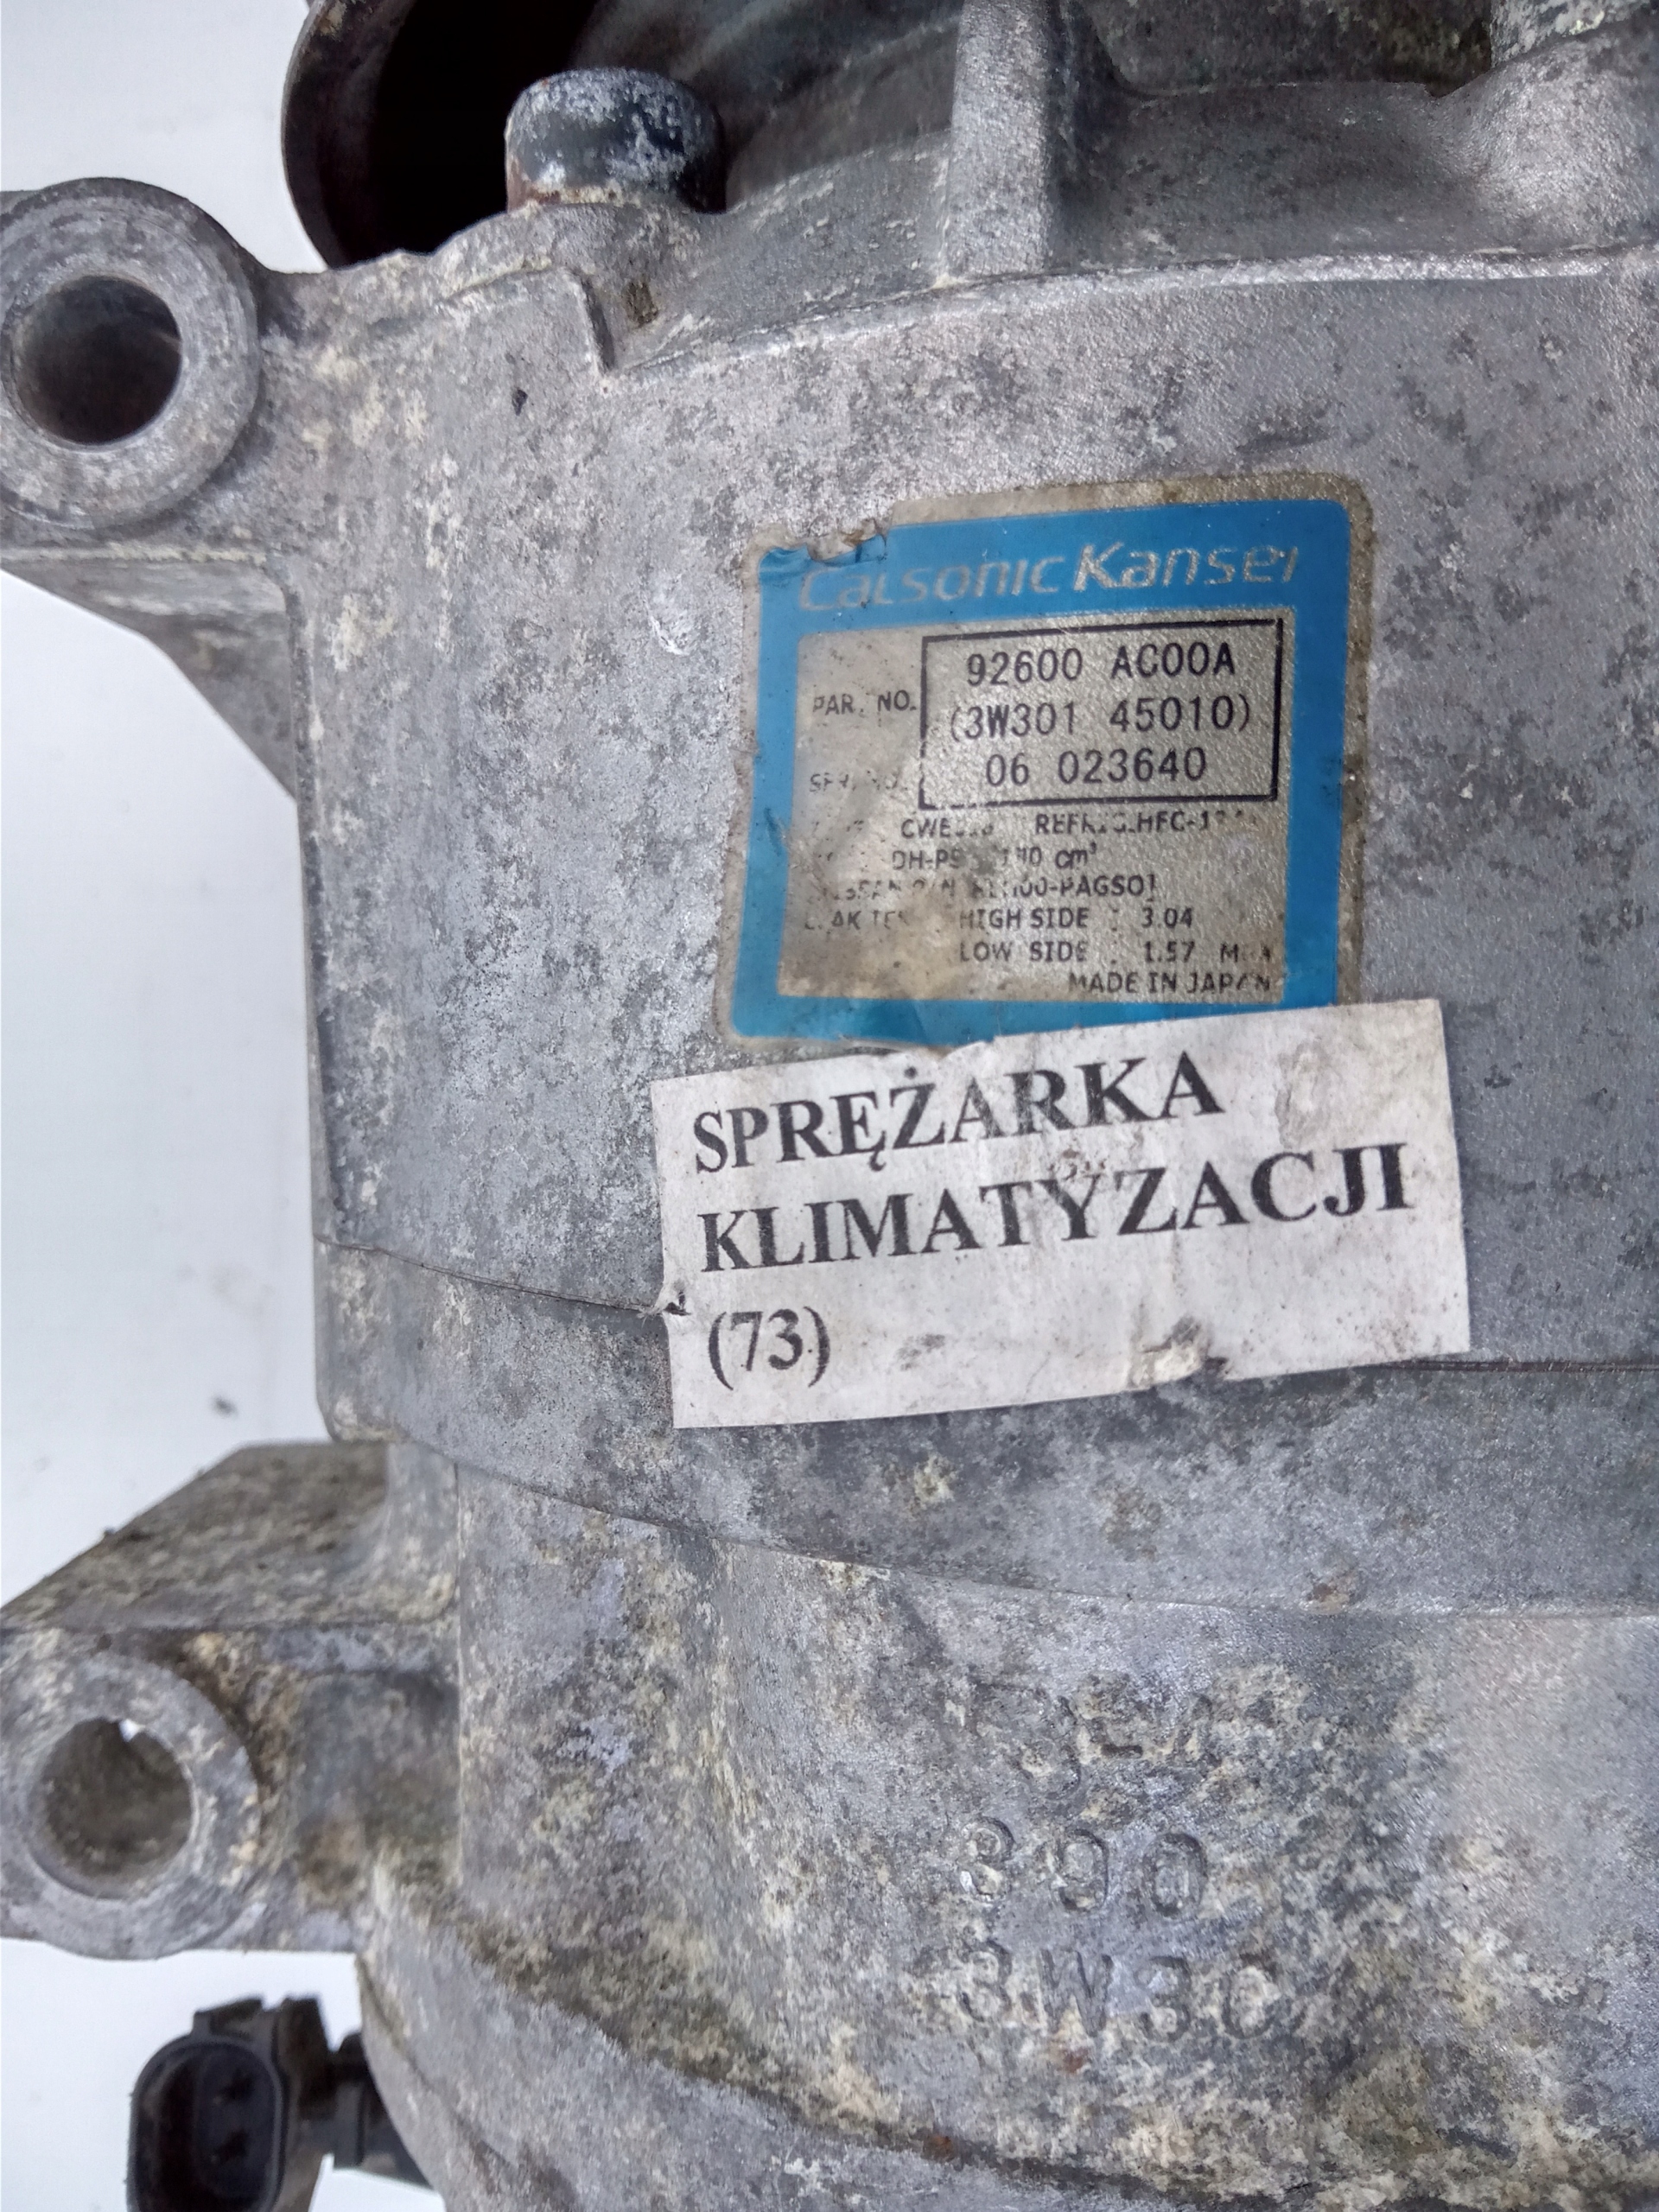 Calsonic Kansei
92600 AC00A
PAR. NO. (3W301 45010)
06 023640
HIGH SIDE : 3.04
LOW SIDE : 1.57
MADE IN JAPAN
SPRĘŻARKA
KLIMATYZACJI
(73)
390
3W30